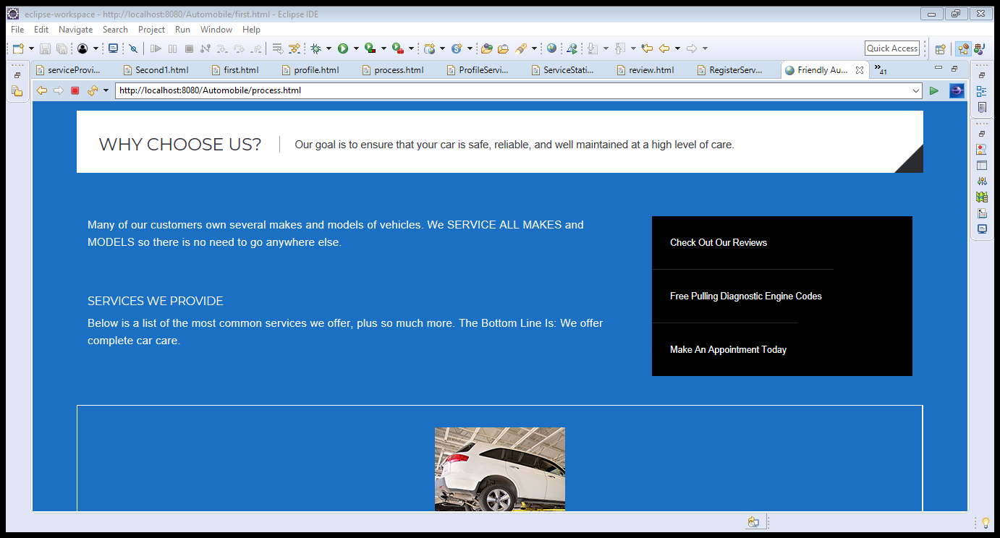 eclipse-workspace - http://localhost:8080/Automobile/first.html - Eclipse IDE
File Edit Navigate Search Project Run Window Help
Quick Access
serviceProvi... Second1.html first.html profile.html process.html ProfileServi... ServiceStati... review.html RegisterServ... Friendly Au... »41
http://localhost:8080/Automobile/process.html
WHY CHOOSE US? Our goal is to ensure that your car is safe, reliable, and well maintained at a high level of care.
Many of our customers own several makes and models of vehicles. We SERVICE ALL MAKES and
MODELS so there is no need to go anywhere else.
SERVICES WE PROVIDE
Below is a list of the most common services we offer, plus so much more. The Bottom Line Is: We offer
complete car care.
Check Out Our Reviews
Free Pulling Diagnostic Engine Codes
Make An Appointment Today